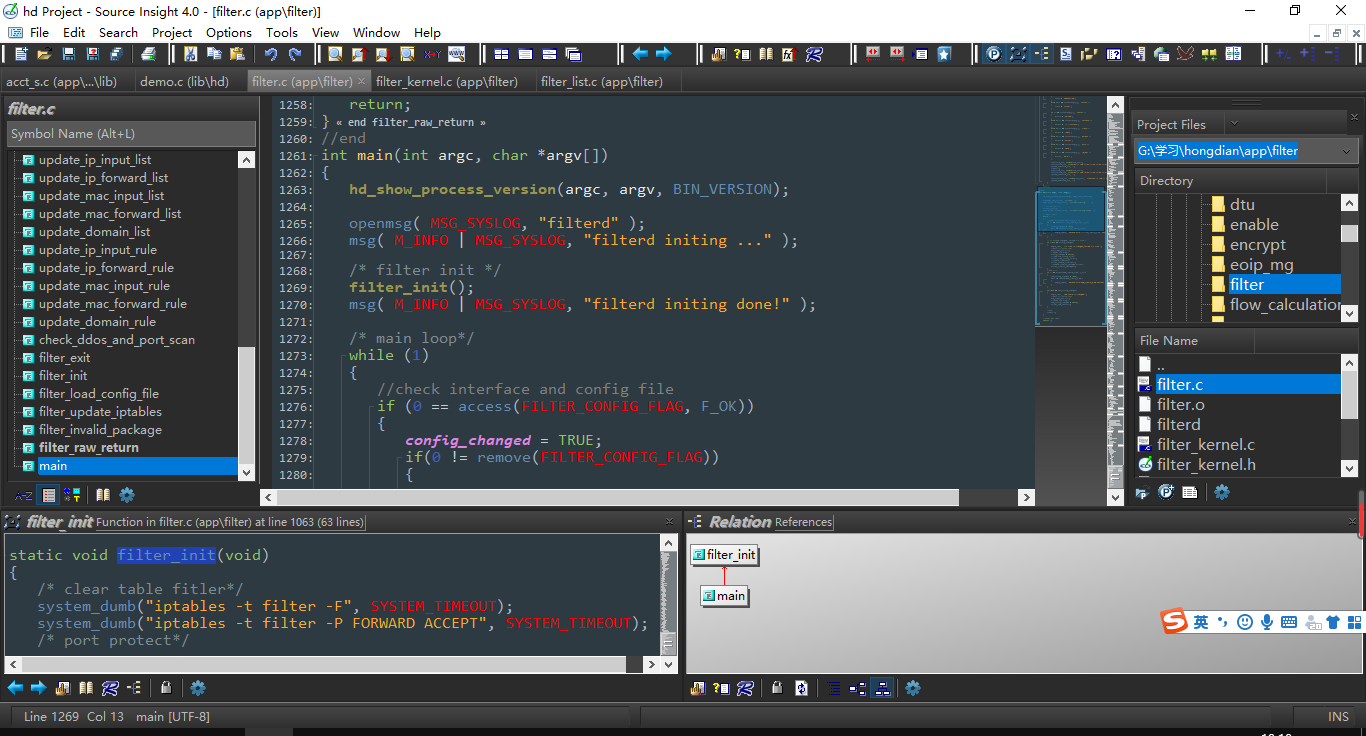 hd Project - Source Insight 4.0 - [filter.c (app\filter)]
File Edit Search Project Options Tools View Window Help
acct_s.c (app\...\lib) demo.c (lib\hd) filter.c (app\filter) filter_kernel.c (app\filter) filter_list.c (app\filter)
filter.c
Symbol Name (Alt+L)
update_ip_input_list
update_ip_forward_list
update_mac_input_list
update_mac_forward_list
update_domain_list
update_ip_input_rule
update_ip_forward_rule
update_mac_input_rule
update_mac_forward_rule
update_domain_rule
check_ddos_and_port_scan
filter_exit
filter_init
filter_load_config_file
filter_update_iptables
filter_invalid_package
filter_raw_return
main
1258: return;
1259: } « end filter_raw_return »
1260: //end
1261: int main(int argc, char *argv[])
1262: {
1263: hd_show_process_version(argc, argv, BIN_VERSION);
1264:
1265: openmsg( MSG_SYSLOG, "filterd" );
1266: msg( M_INFO | MSG_SYSLOG, "filterd initing ..." );
1267:
1268: /* filter init */
1269: filter_init();
1270: msg( M_INFO | MSG_SYSLOG, "filterd initing done!" );
1271:
1272: /* main loop*/
1273: while (1)
1274: {
1275: //check interface and config file
1276: if (0 == access(FILTER_CONFIG_FLAG, F_OK))
1277: {
1278: config_changed = TRUE;
1279: if(0 != remove(FILTER_CONFIG_FLAG))
1280: {
Project Files
G:\学习\hongdian\app\filter
Directory
dtu
enable
encrypt
eoip_mg
filter
flow_calculation
File Name
..
filter.c
filter.o
filterd
filter_kernel.c
filter_kernel.h
filter_init Function in filter.c (app\filter) at line 1063 (63 lines)
static void filter_init(void)
{
/* clear table fitler*/
system_dumb("iptables -t filter -F", SYSTEM_TIMEOUT);
system_dumb("iptables -t filter -P FORWARD ACCEPT", SYSTEM_TIMEOUT);
/* port protect*/
Relation References
filter_init
main
英
Line 1269 Col 13 main [UTF-8]
INS